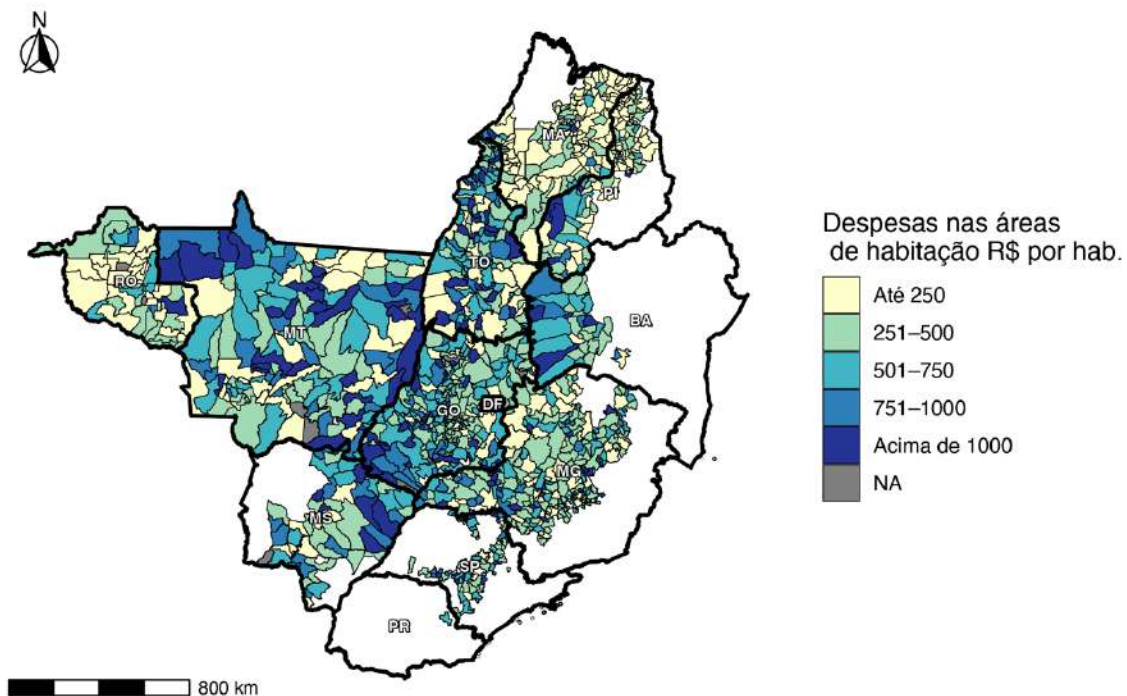 N
MA
PI
TO
RO
BA
MT
GO
DF
MG
MS
SP
PR
800 km
Despesas nas áreas
de habitação R$ por hab.
Até 250
251–500
501–750
751–1000
Acima de 1000
NA